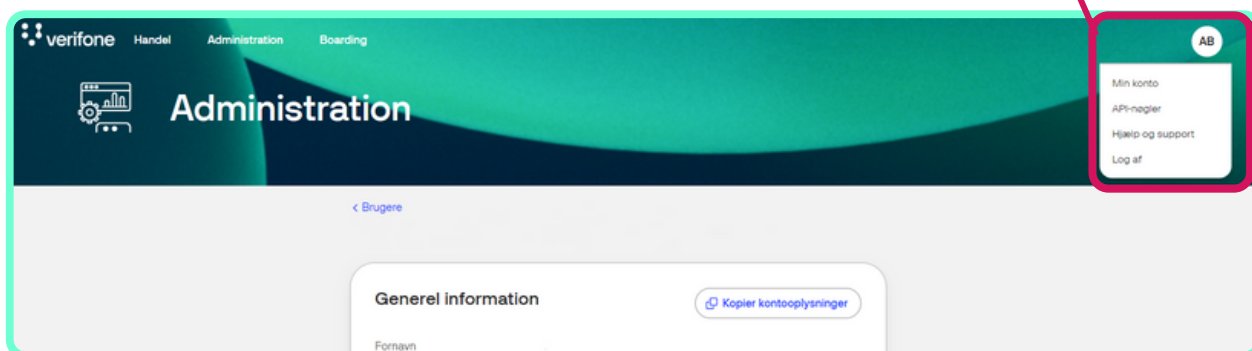 verifone Handel Administration Boarding AB
Administration
Min konto
API-nøgler
Hjælp og support
Log af
< Brugere
Generel information
Kopier kontooplysninger
Fornavn